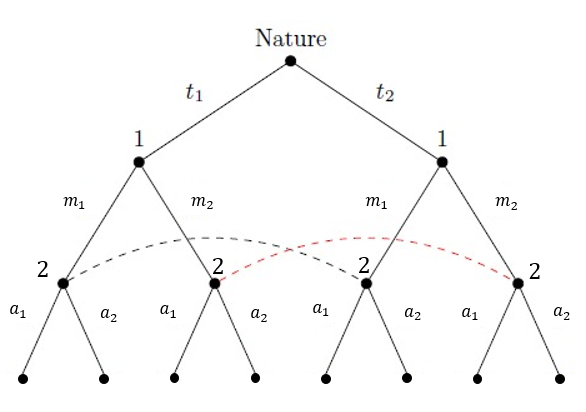 Nature
t₁ t₂
1 1
m₁ m₂ m₁ m₂
2 2 2 2
a₁ a₂ a₁ a₂ a₁ a₂ a₁ a₂